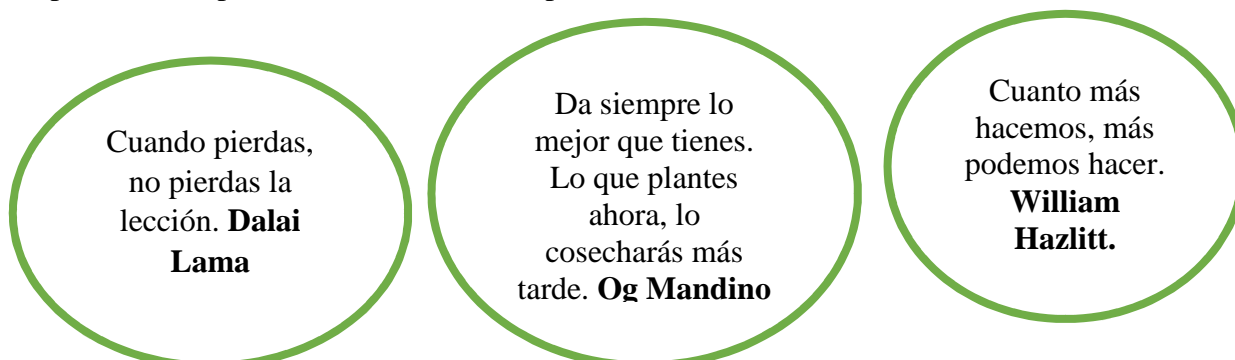 Cuando pierdas,
no pierdas la
lección. Dalai
Lama
Da siempre lo
mejor que tienes.
Lo que plantes
ahora, lo
cosecharás más
tarde. Og Mandino
Cuanto más
hacemos, más
podemos hacer.
William
Hazlitt.